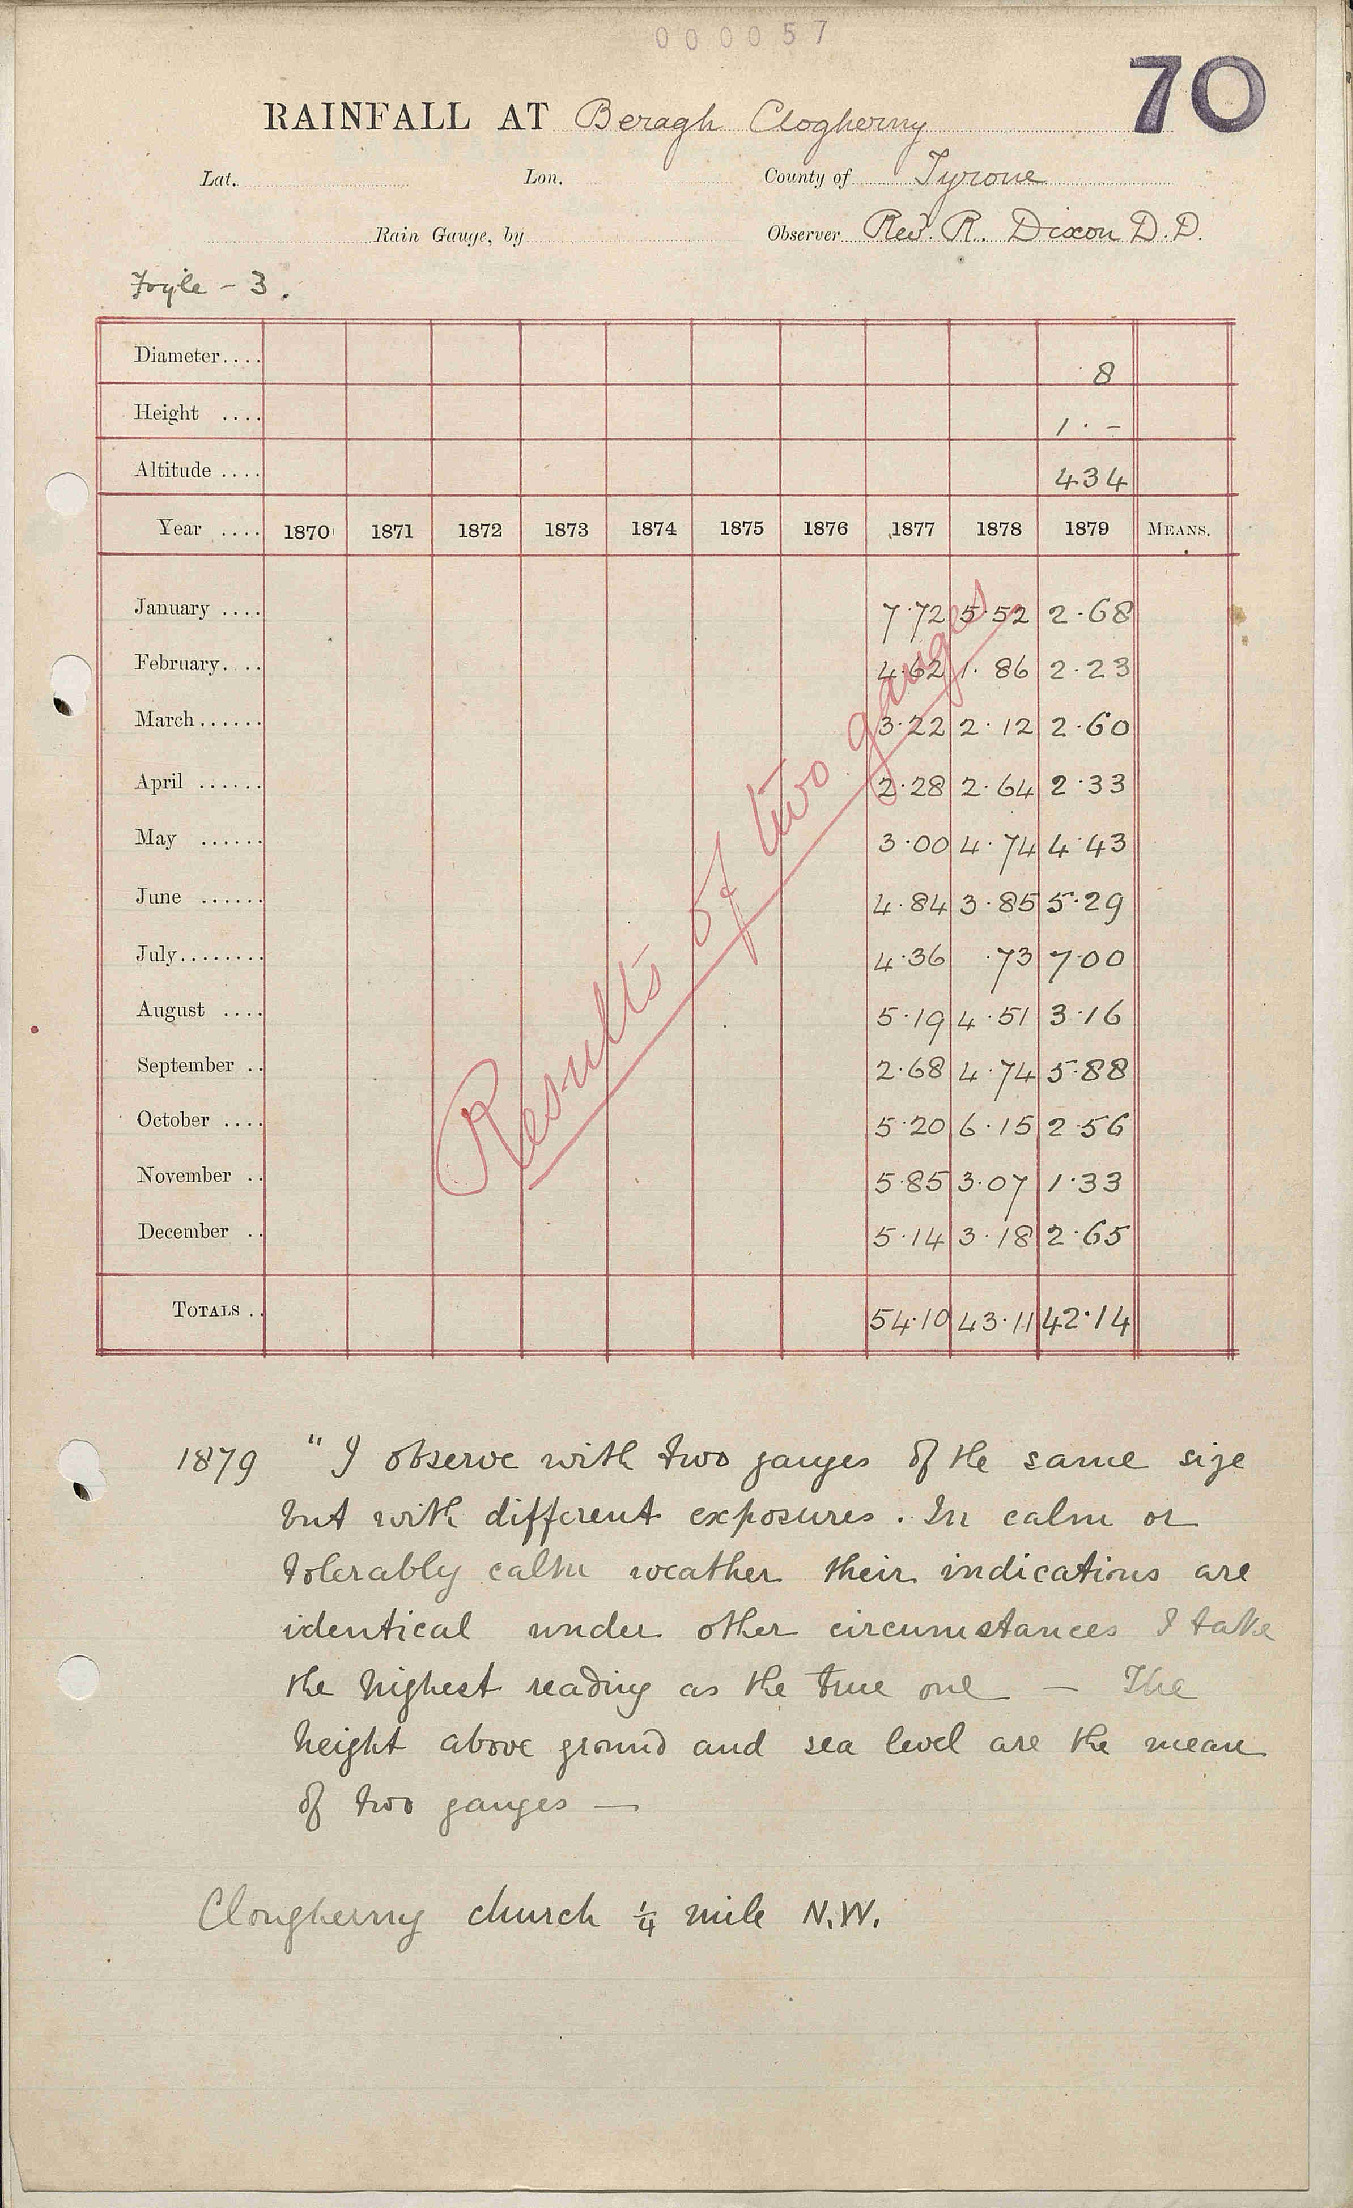 000057
70
RAINFALL AT Beragh Clogherny
Lat. Lon. County of Tyrone
Rain Gauge, by Observer Revd. R. Dixon D.D.
Foyle - 3.
Diameter.... 8
Height .... 1 · -
Altitude .... 434
Year .... 1870 1871 1872 1873 1874 1875 1876 1877 1878 1879 MEANS.
January .... 7·72 5·52 2·68
February. .. 4·62 1·86 2·23
March...... 3·22 2·12 2·60
April ...... 2·28 2·64 2·33
May ...... 3·00 4·74 4·43
June ...... 4·84 3·85 5·29
July........ 4·36 ·73 7·00
August .... 5·19 4·51 3·16
September .. 2·68 4·74 5·88
October .... 5·20 6·15 2·56
November .. 5·85 3·07 1·33
December .. 5·14 3·18 2·65
TOTALS .. 54·10 43·11 42·14
Results of two gauges
1879 "I observe with two gauges of the same size
but with different exposures. In calm or
tolerably calm weather their indications are
identical under other circumstances I take
the highest reading as the true one — The
height above ground and sea level are the mean
of two gauges —
Clougherny church ¼ mile N.W.